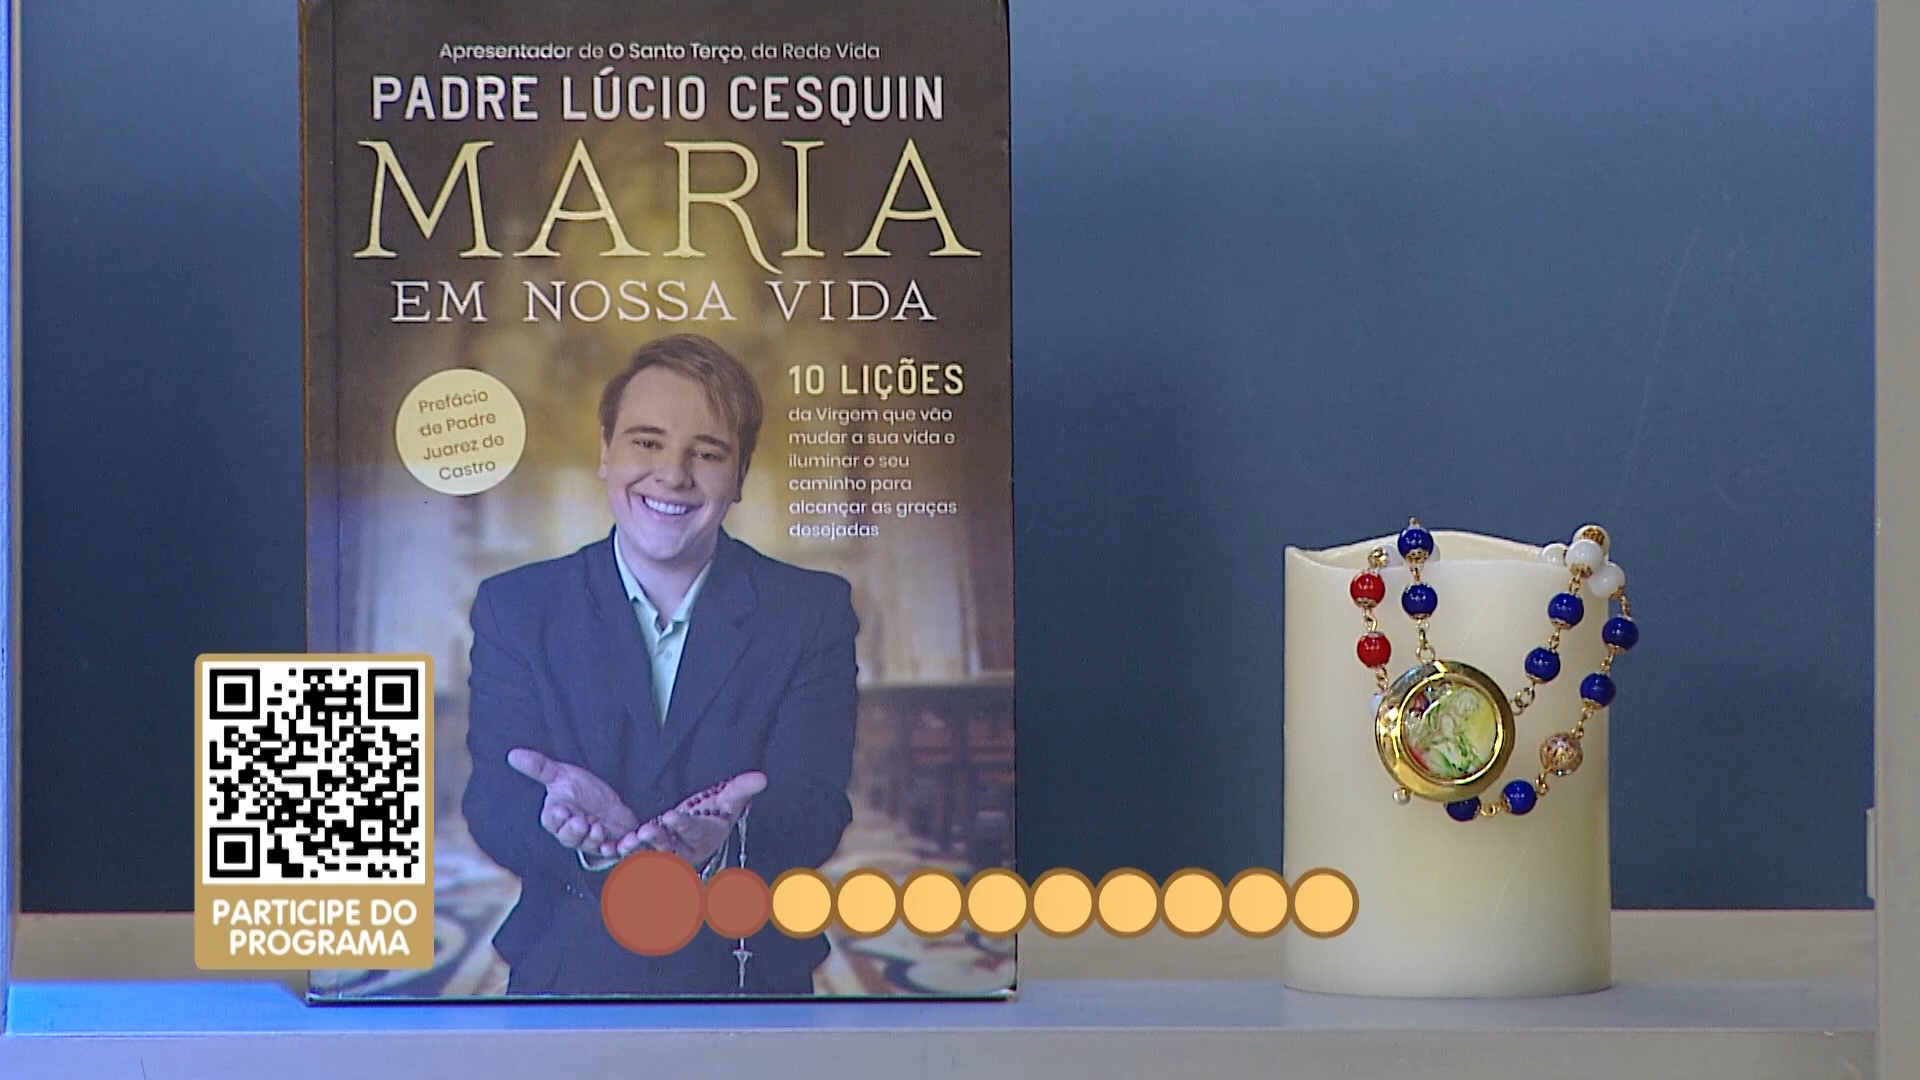 Apresentador de O Santo Terço, da Rede Vida
PADRE LÚCIO CESQUIN
MARIA
EM NOSSA VIDA
10 LIÇÕES
da Virgem que vão
mudar a sua vida e
iluminar o seu
caminho para
alcançar as graças
desejadas
Prefácio
de Padre
Juarez de
Castro
PARTICIPE DO
PROGRAMA